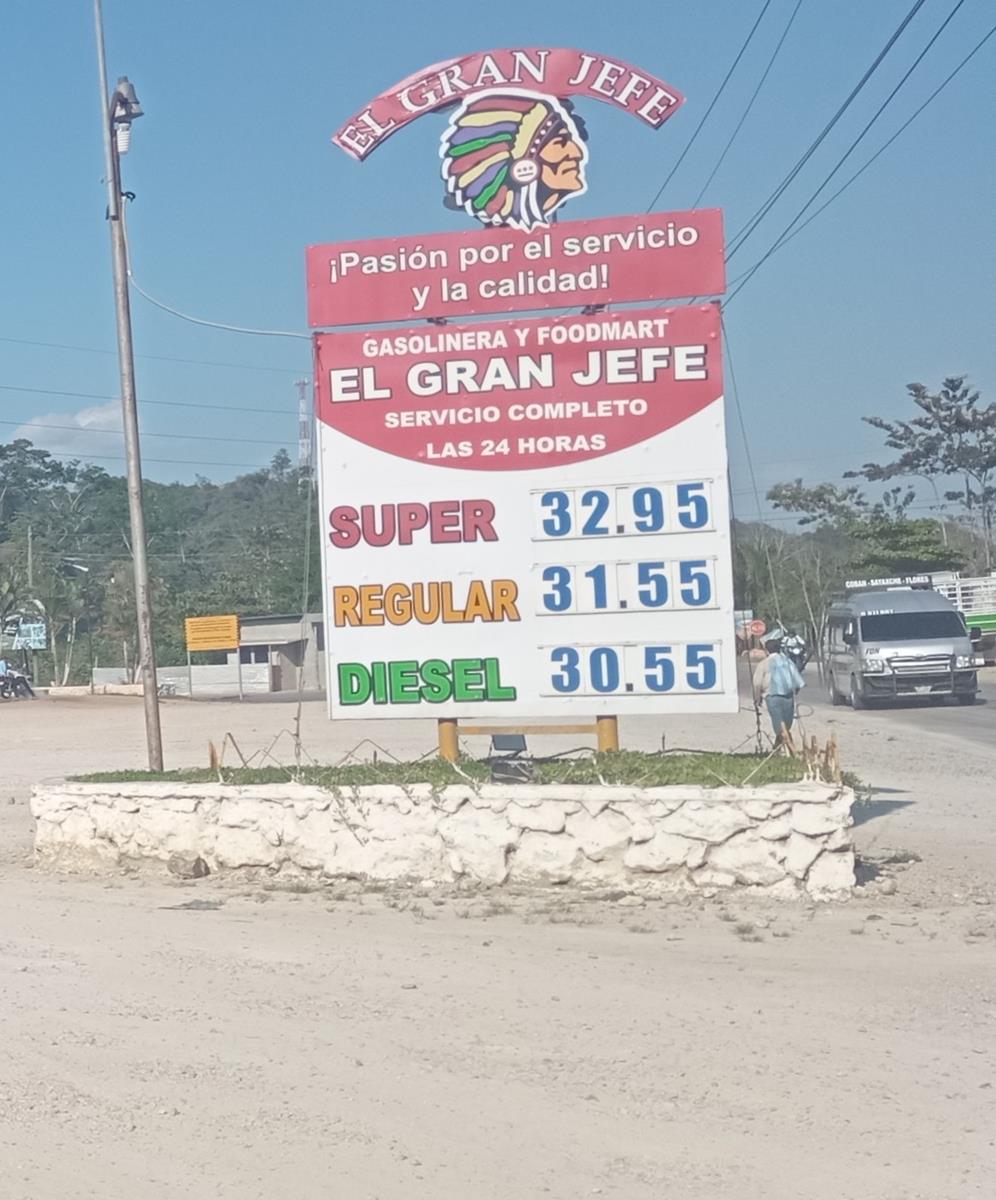 EL GRAN JEFE
¡Pasión por el servicio
y la calidad!
GASOLINERA Y FOODMART
EL GRAN JEFE
SERVICIO COMPLETO
LAS 24 HORAS
SUPER 32.95
REGULAR 31.55
DIESEL 30.55
COBAN - SAYAXCHE - FLORES